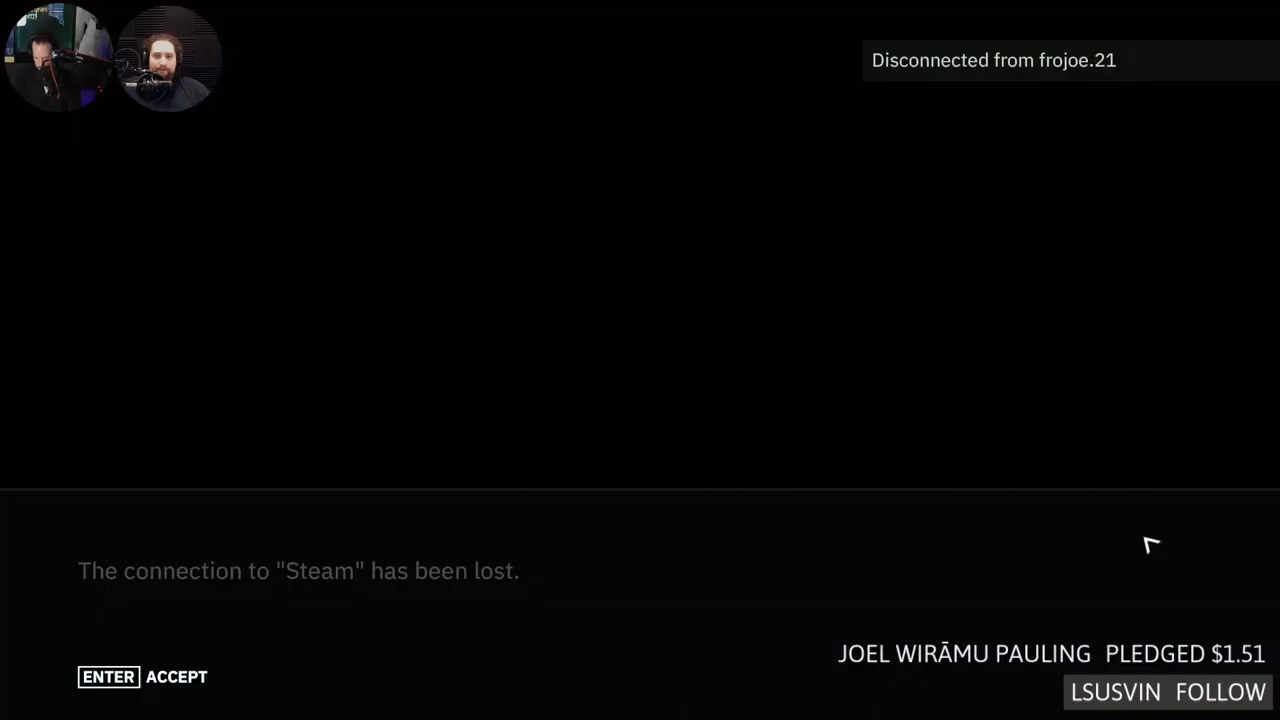 Disconnected from frojoe.21
The connection to "Steam" has been lost.
ENTER ACCEPT
JOEL WIRĀMU PAULING PLEDGED $1.51
LSUSVIN FOLLOW